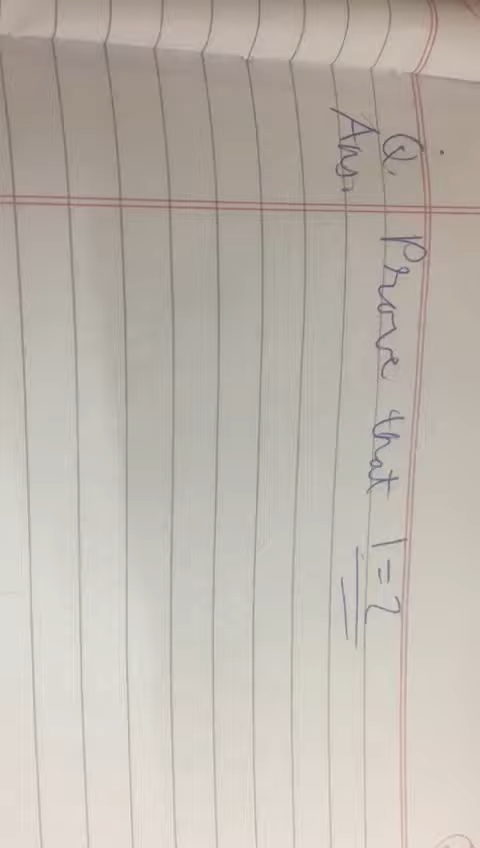 Q. Prove that 1 = 2
Ans.